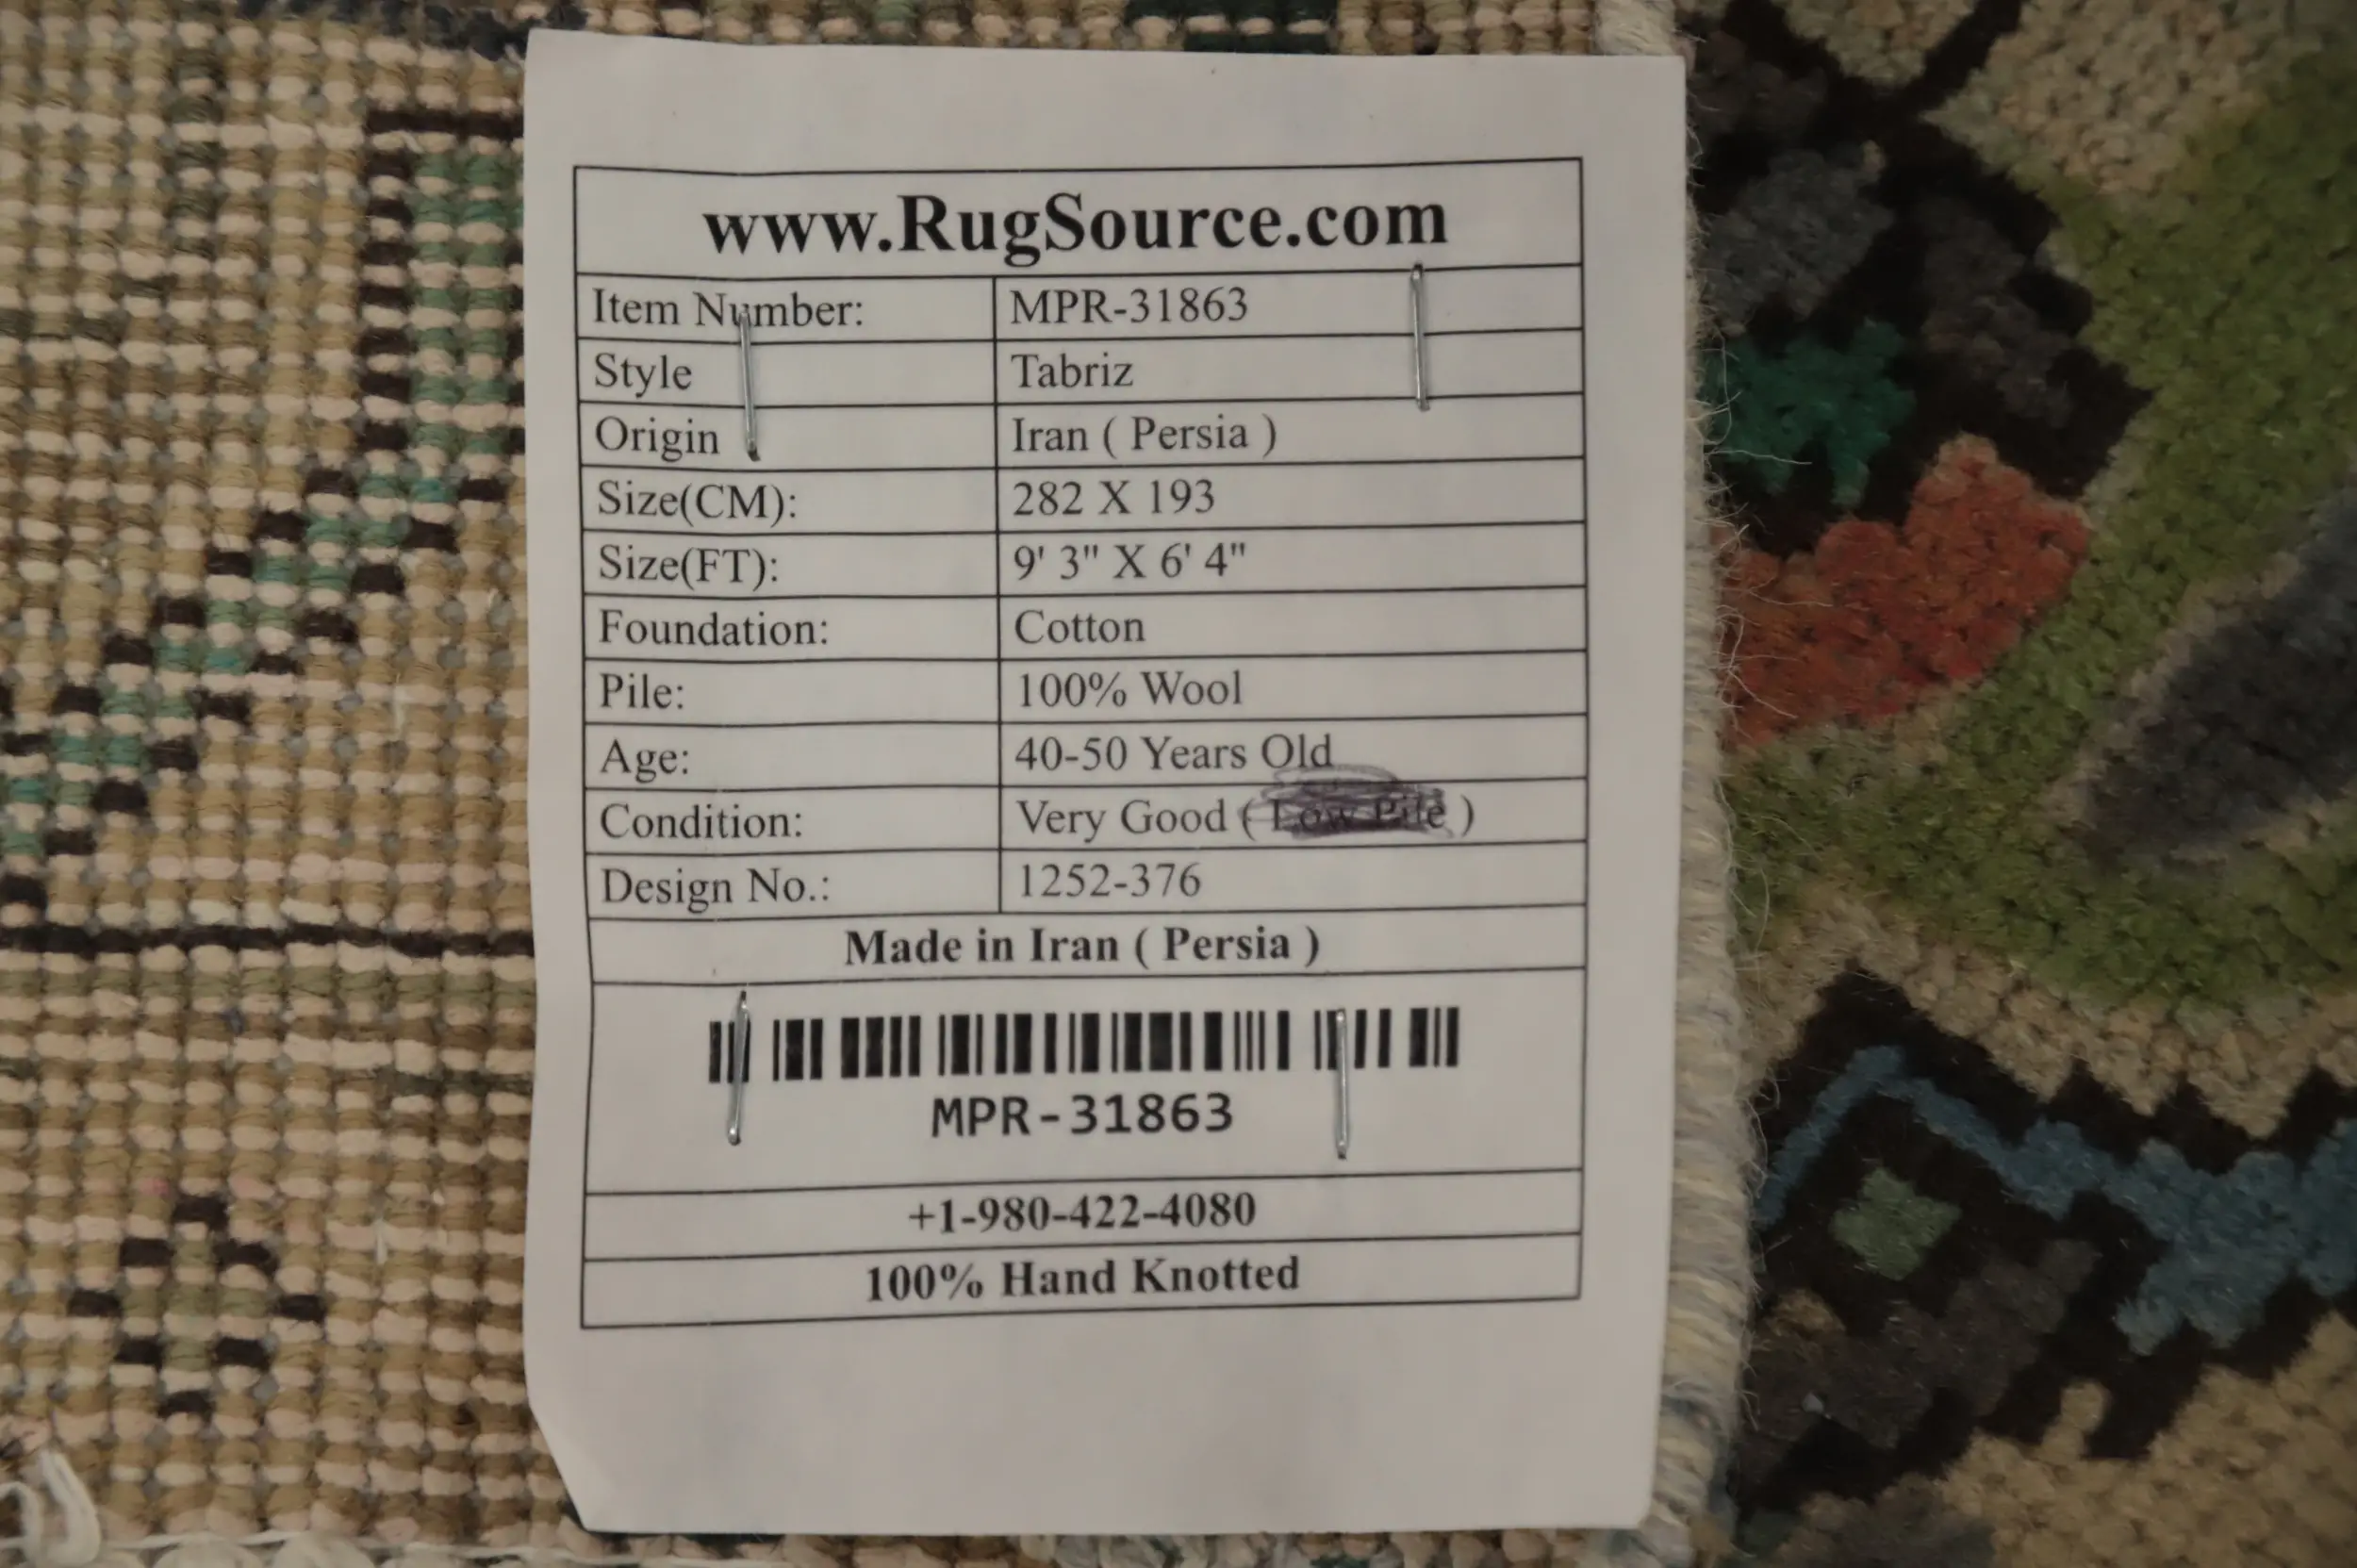 www.RugSource.com
Item Number: MPR-31863
Style Tabriz
Origin Iran ( Persia )
Size(CM): 282 X 193
Size(FT): 9' 3" X 6' 4"
Foundation: Cotton
Pile: 100% Wool
Age: 40-50 Years Old
Condition: Very Good ( Low Pile )
Design No.: 1252-376
Made in Iran ( Persia )
MPR-31863
+1-980-422-4080
100% Hand Knotted